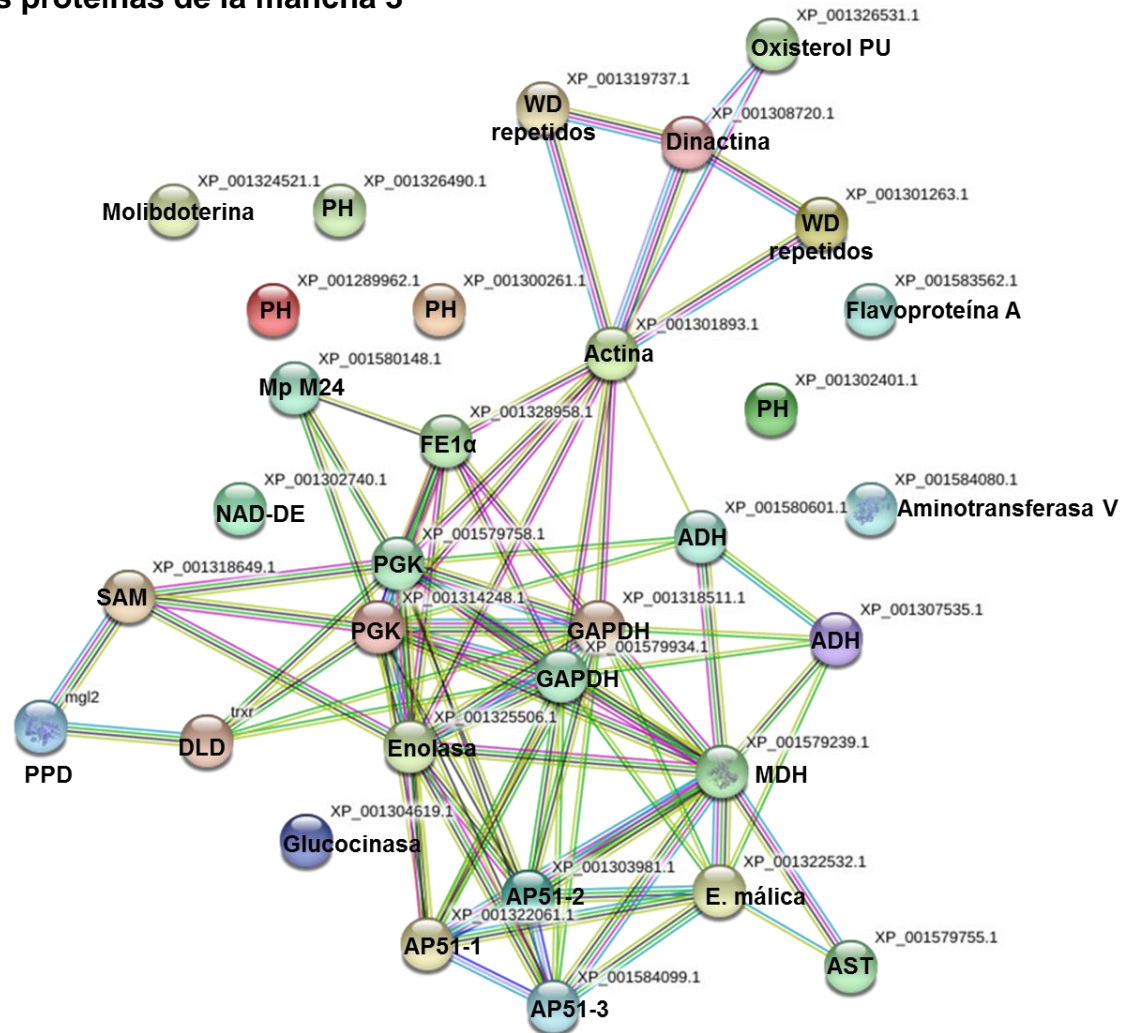 s proteínas de la mancha 3
XP_001326531.1
Oxisterol PU
XP_001319737.1
WD
repetidos
XP_001308720.1
Dinactina
XP_001324521.1
Molibdoterina
XP_001326490.1
PH
XP_001301263.1
WD
repetidos
XP_001289962.1
PH
XP_001300261.1
PH
XP_001583562.1
Flavoproteína A
XP_001301893.1
Actina
XP_001580148.1
Mp M24
XP_001302401.1
PH
XP_001328958.1
FE1α
XP_001302740.1
NAD-DE
XP_001584080.1
Aminotransferasa V
XP_001580601.1
ADH
XP_001579758.1
PGK
XP_001318649.1
SAM
XP_001314248.1
PGK
XP_001318511.1
GAPDH
XP_001307535.1
ADH
XP_001579934.1
GAPDH
mgl2
PPD
trxr
DLD
XP_001325506.1
Enolasa
XP_001579239.1
MDH
XP_001304619.1
Glucocinasa
XP_001303981.1
AP51-2
XP_001322532.1
E. málica
XP_001322061.1
AP51-1
XP_001579755.1
AST
XP_001584099.1
AP51-3